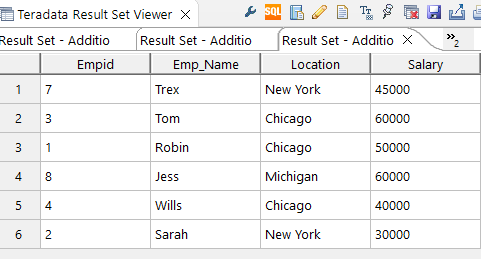 Teradata Result Set Viewer
SQL
Result Set - Additio Result Set - Additio Result Set - Additio 2
Empid Emp_Name Location Salary
1 7 Trex New York 45000
2 3 Tom Chicago 60000
3 1 Robin Chicago 50000
4 8 Jess Michigan 60000
5 4 Wills Chicago 40000
6 2 Sarah New York 30000